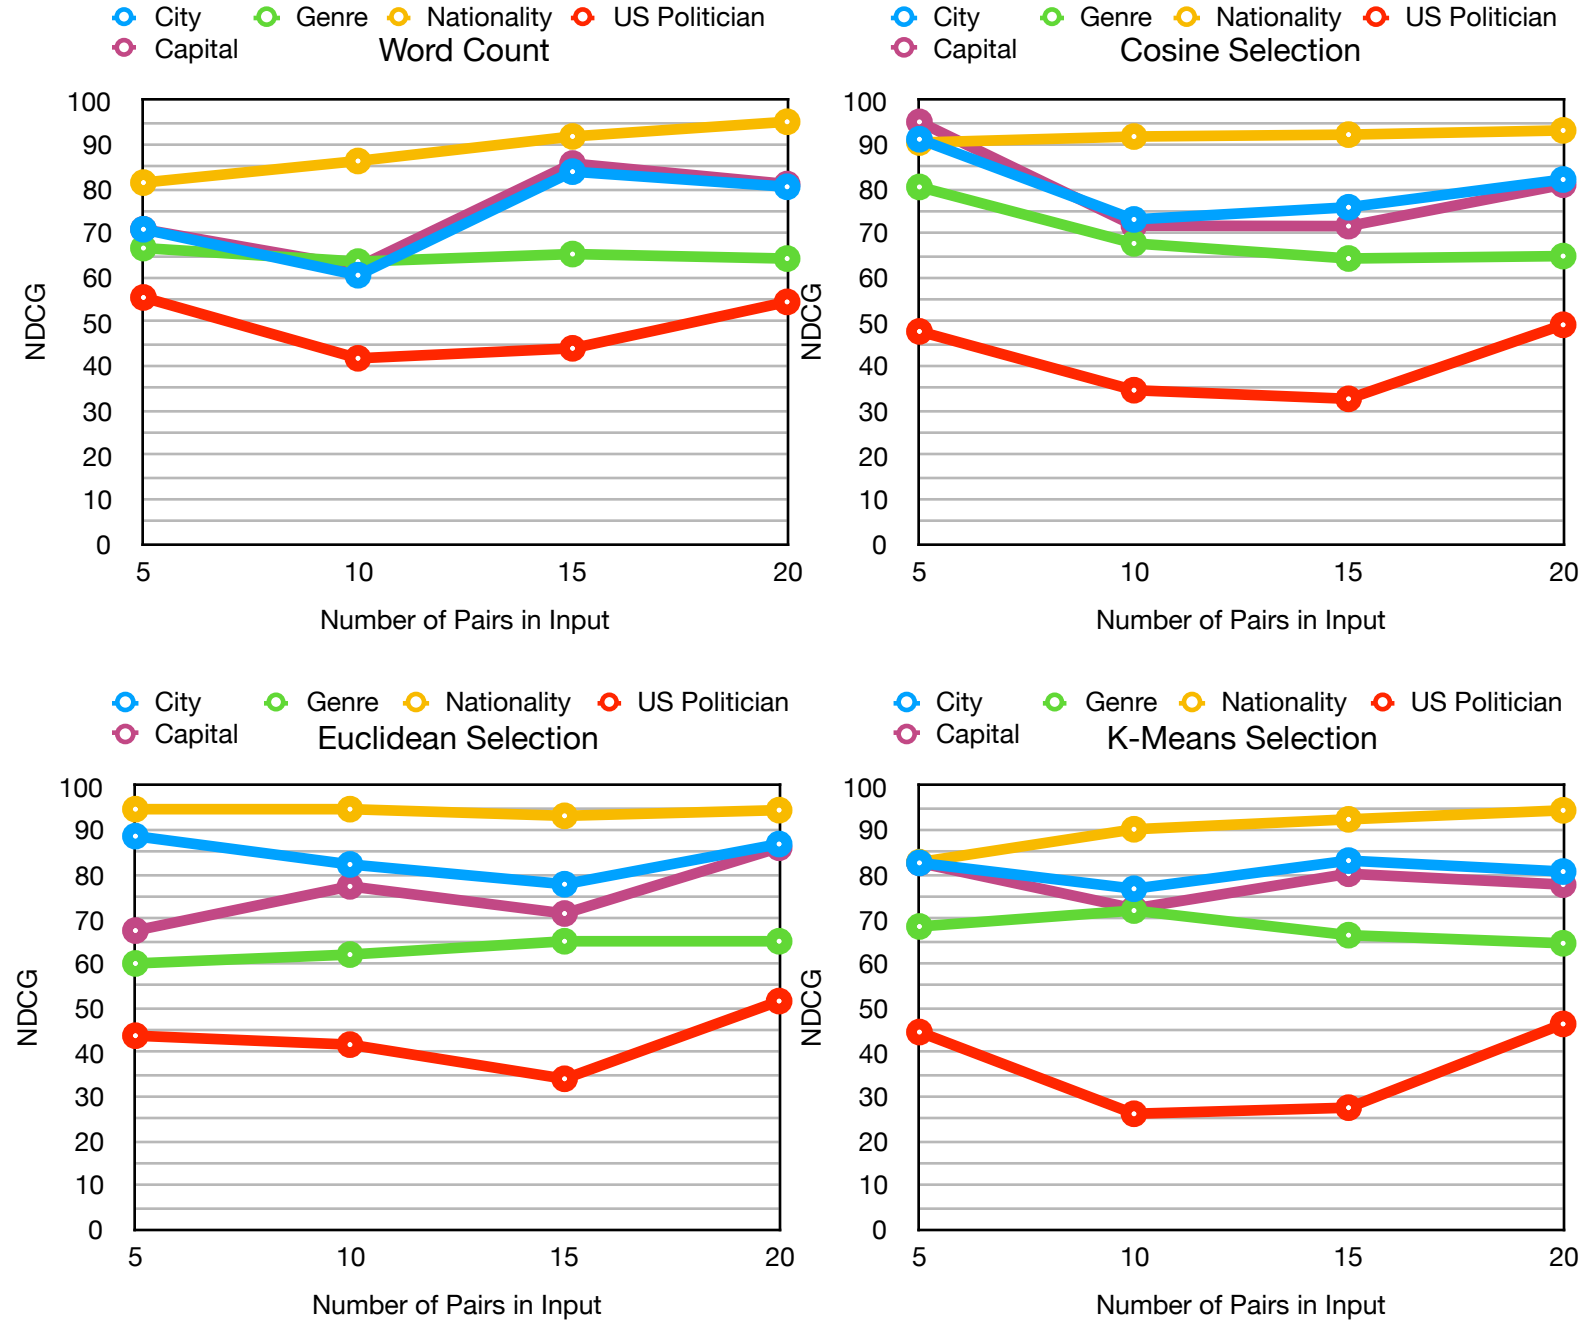 City Genre Nationality US Politician
Capital
Word Count
100
90
80
70
60
50
40
30
20
10
0
NDCG
5 10 15 20
Number of Pairs in Input
City Genre Nationality US Politician
Capital
Cosine Selection
100
90
80
70
60
50
40
30
20
10
0
NDCG
5 10 15 20
Number of Pairs in Input
City Genre Nationality US Politician
Capital
Euclidean Selection
100
90
80
70
60
50
40
30
20
10
0
NDCG
5 10 15 20
Number of Pairs in Input
City Genre Nationality US Politician
Capital
K-Means Selection
100
90
80
70
60
50
40
30
20
10
0
NDCG
5 10 15 20
Number of Pairs in Input